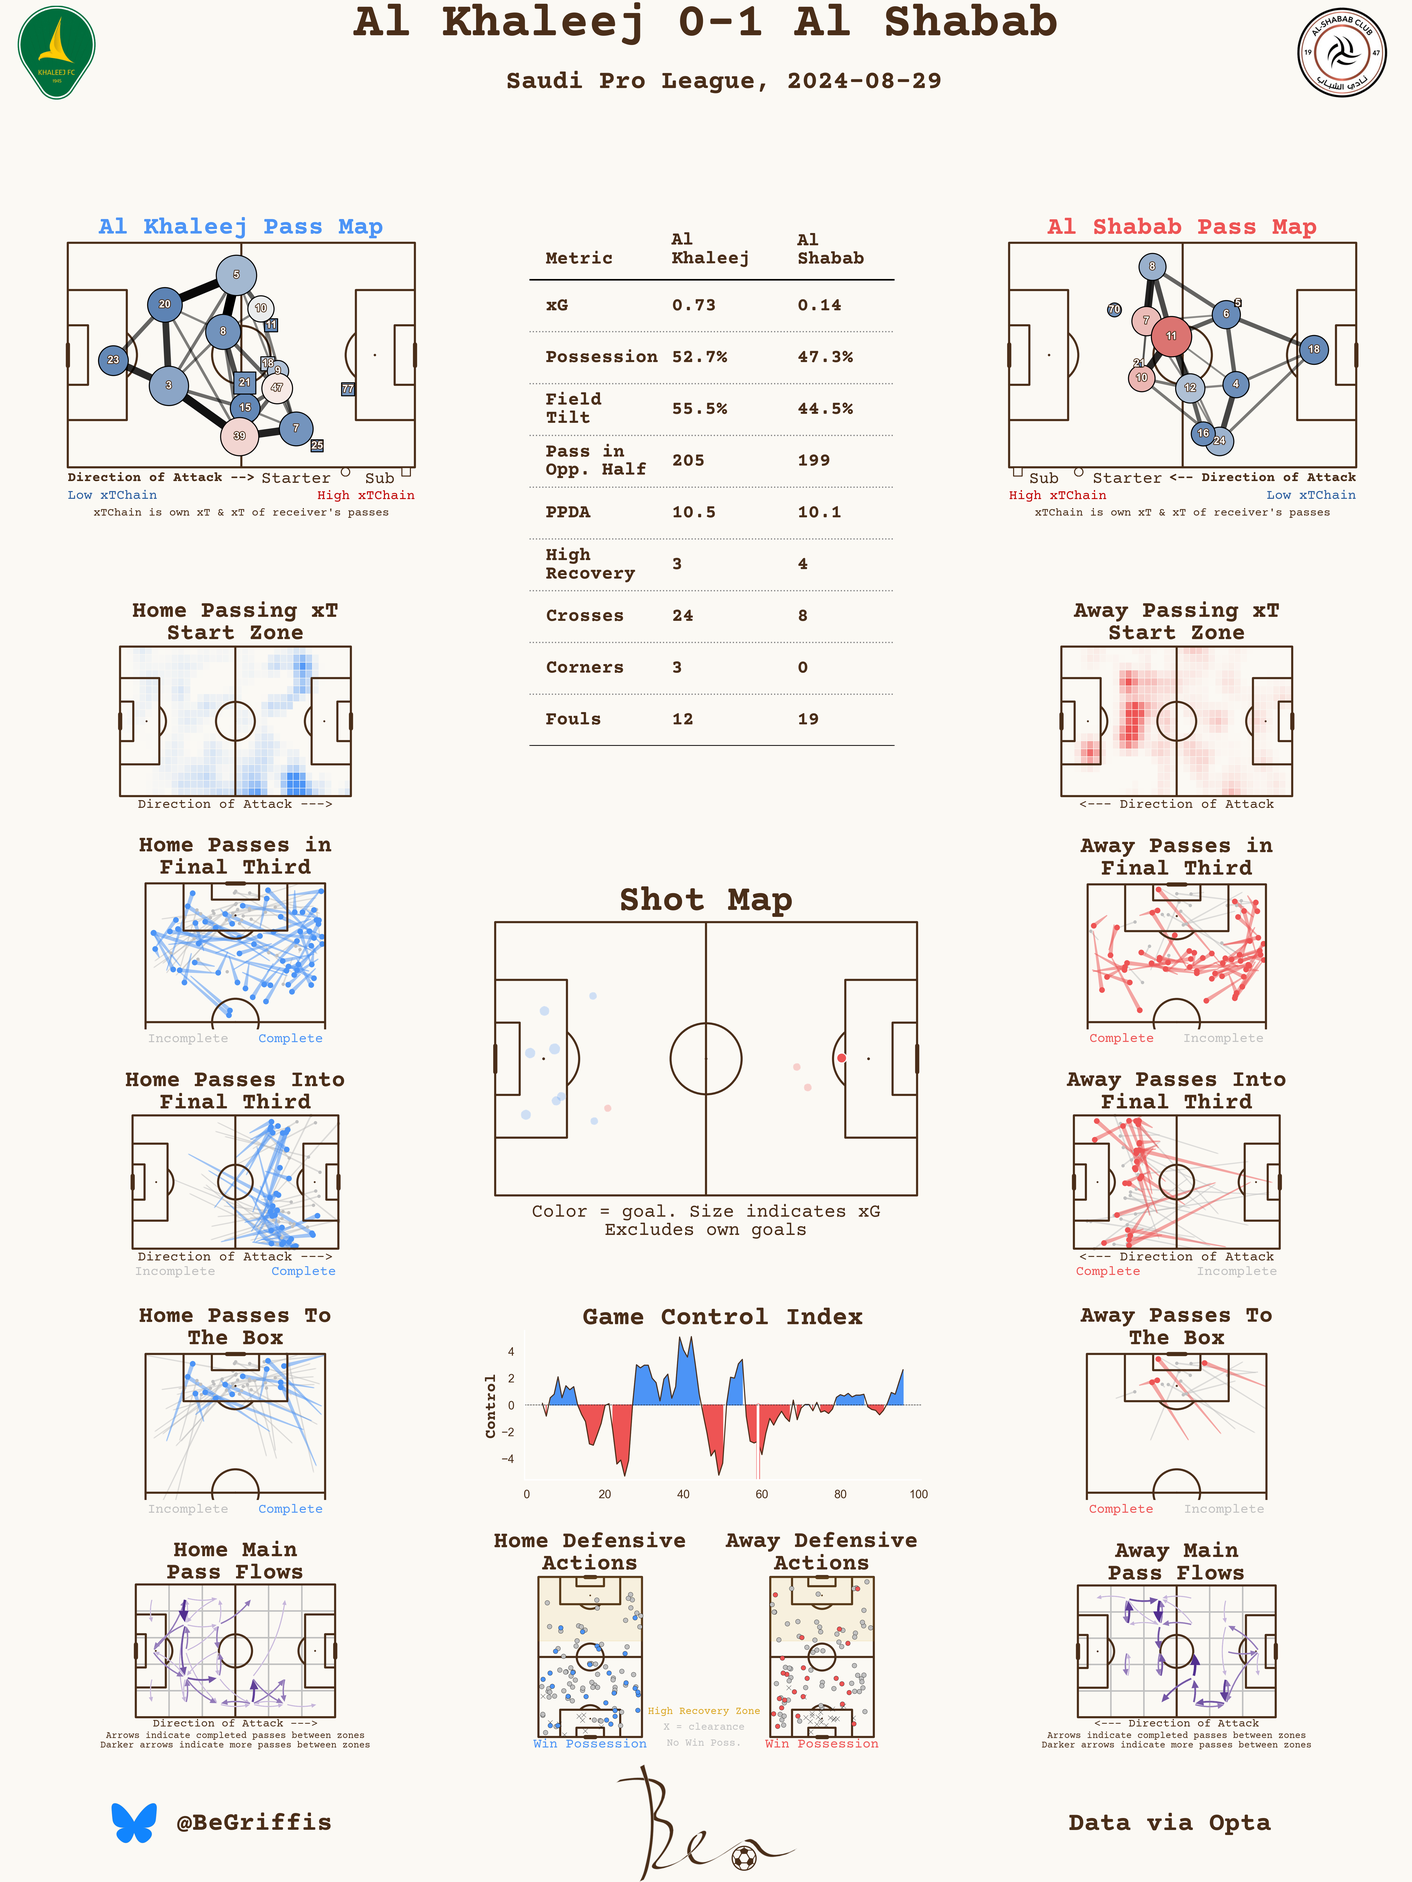 Al Khaleej 0-1 Al Shabab
Saudi Pro League, 2024-08-29
KHALEEJ FC
1945
AL-SHABAB CLUB
19 47
نادي الشباب
Al Khaleej Pass Map
5
20
10
11
8
23
18
9
3
21
47
77
15
39
7
25
Direction of Attack --> Starter Sub
Low xTChain High xTChain
xTChain is own xT & xT of receiver's passes
Metric Al Khaleej Al Shabab
xG 0.73 0.14
Possession 52.7% 47.3%
Field Tilt 55.5% 44.5%
Pass in Opp. Half 205 199
PPDA 10.5 10.1
High Recovery 3 4
Crosses 24 8
Corners 3 0
Fouls 12 19
Al Shabab Pass Map
8
5
70
7
6
11
18
21
10
12
4
16
24
Sub Starter <-- Direction of Attack
High xTChain Low xTChain
xTChain is own xT & xT of receiver's passes
Home Passing xT
Start Zone
Direction of Attack --->
Away Passing xT
Start Zone
<--- Direction of Attack
Home Passes in
Final Third
Incomplete Complete
Away Passes in
Final Third
Complete Incomplete
Shot Map
Color = goal. Size indicates xG
Excludes own goals
Home Passes Into
Final Third
Direction of Attack --->
Incomplete Complete
Away Passes Into
Final Third
<--- Direction of Attack
Complete Incomplete
Home Passes To
The Box
Incomplete Complete
Game Control Index
Control
4
2
0
−2
−4
0 20 40 60 80 100
Away Passes To
The Box
Complete Incomplete
Home Main
Pass Flows
Direction of Attack --->
Arrows indicate completed passes between zones
Darker arrows indicate more passes between zones
Home Defensive
Actions
Win Possession
Away Defensive
Actions
Win Possession
High Recovery Zone
X = clearance
No Win Poss.
Away Main
Pass Flows
<--- Direction of Attack
Arrows indicate completed passes between zones
Darker arrows indicate more passes between zones
@BeGriffis
Ben
Data via Opta